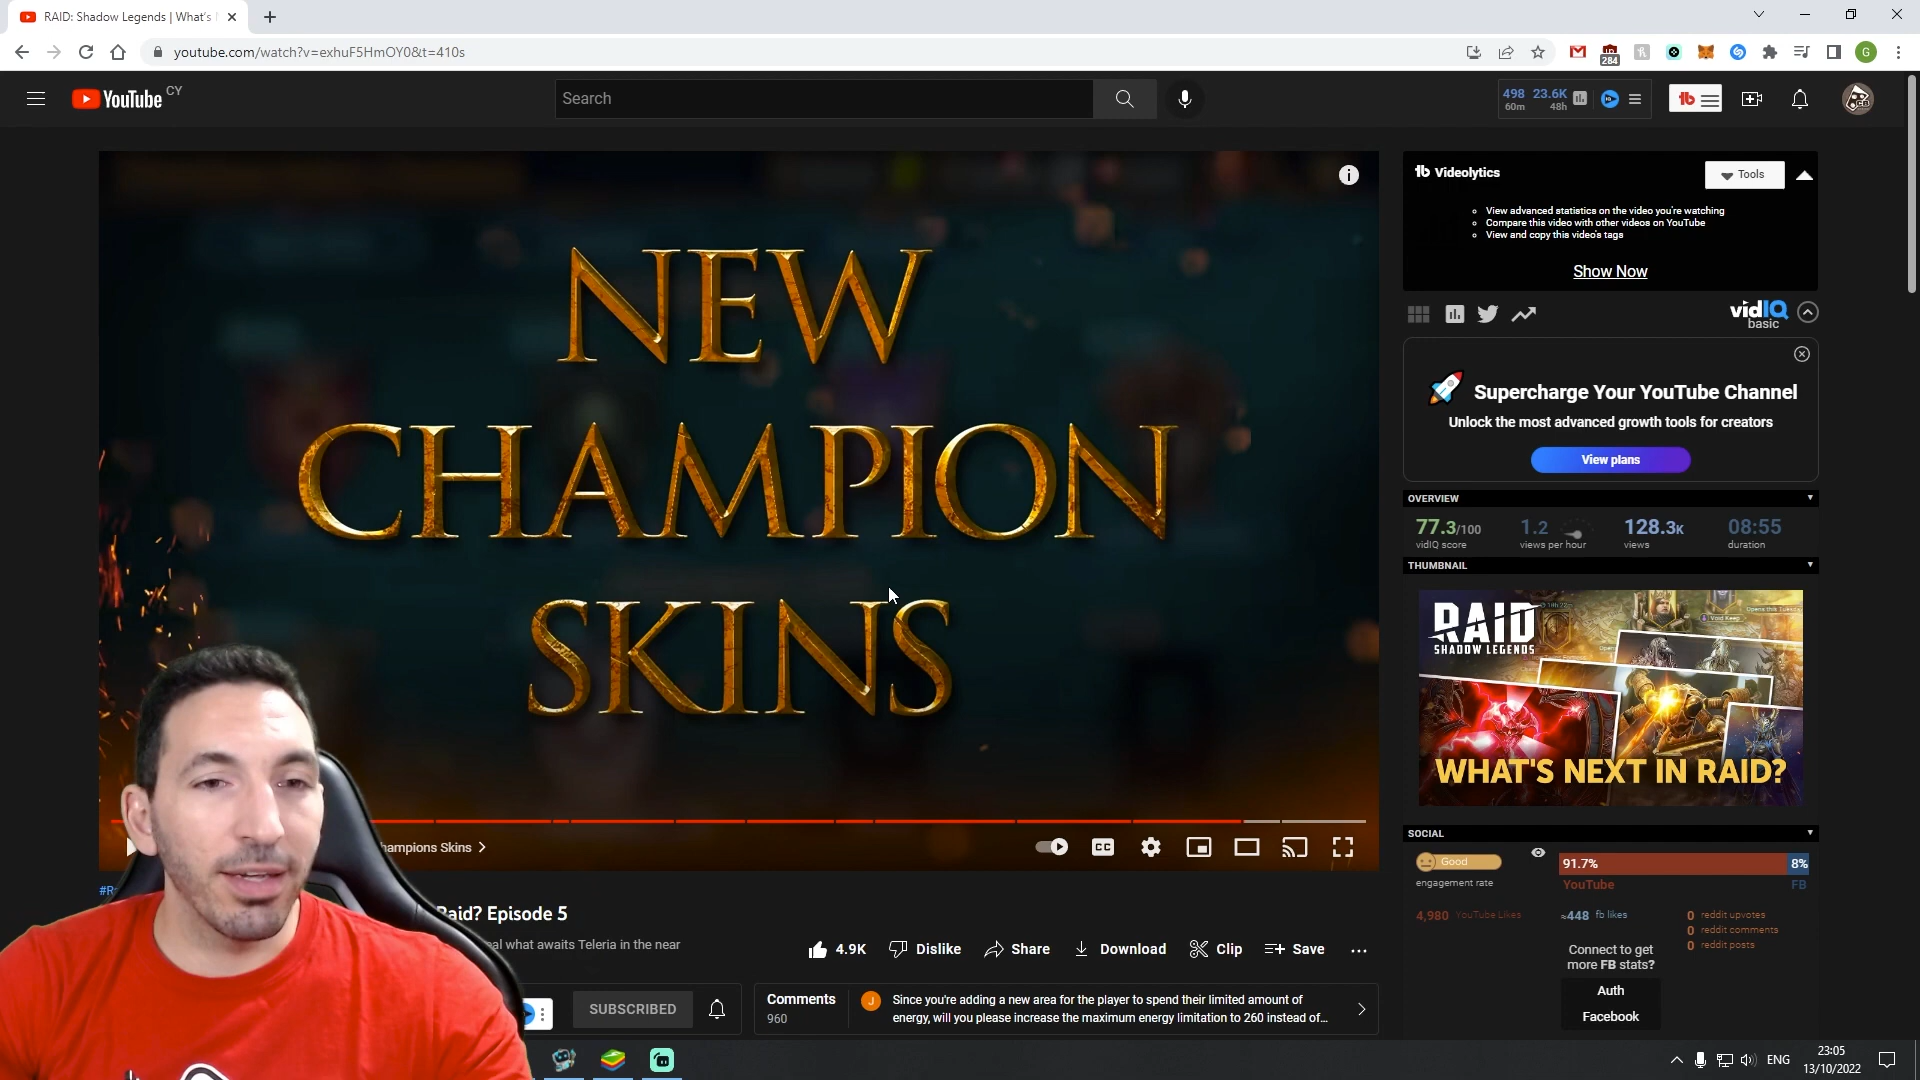 RAID: Shadow Legends | What's
youtube.com/watch?v=exhuF5HmOY0&t=410s
284
G
YouTube CY
Search
498 23.6K
60m 48h
tb
NEW
CHAMPION
SKINS
hampions Skins
CC
#R
Raid? Episode 5
al what awaits Teleria in the near
4.9K
Dislike
Share
Download
Clip
Save
SUBSCRIBED
Comments
960
J
Since you're adding a new area for the player to spend their limited amount of
energy, will you please increase the maximum energy limitation to 260 instead of...
tb Videolytics
Tools
View advanced statistics on the video you're watching
Compare this video with other videos on YouTube
View and copy this video's tags
Show Now
vidIQ
basic
Supercharge Your YouTube Channel
Unlock the most advanced growth tools for creators
View plans
OVERVIEW
77.3/100 1.2 128.3K 08:55
vidIQ score views per hour views duration
THUMBNAIL
RAID
SHADOW LEGENDS
WHAT'S NEXT IN RAID?
SOCIAL
Good
engagement rate
91.7% 8%
YouTube FB
4,980 YouTube Likes
≈448 fb likes
0 reddit upvotes
0 reddit comments
0 reddit posts
Connect to get
more FB stats?
Auth
Facebook
ENG
23:05
13/10/2022